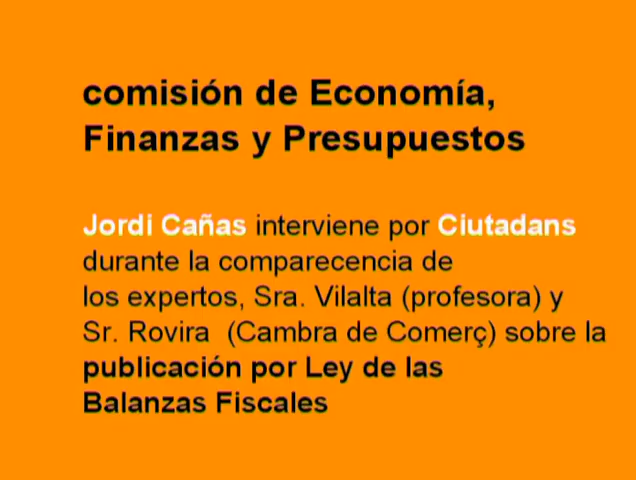 comisión de Economía,
Finanzas y Presupuestos
Jordi Cañas interviene por Ciutadans
durante la comparecencia de
los expertos, Sra. Vilalta (profesora) y
Sr. Rovira (Cambra de Comerç) sobre la
publicación por Ley de las
Balanzas Fiscales